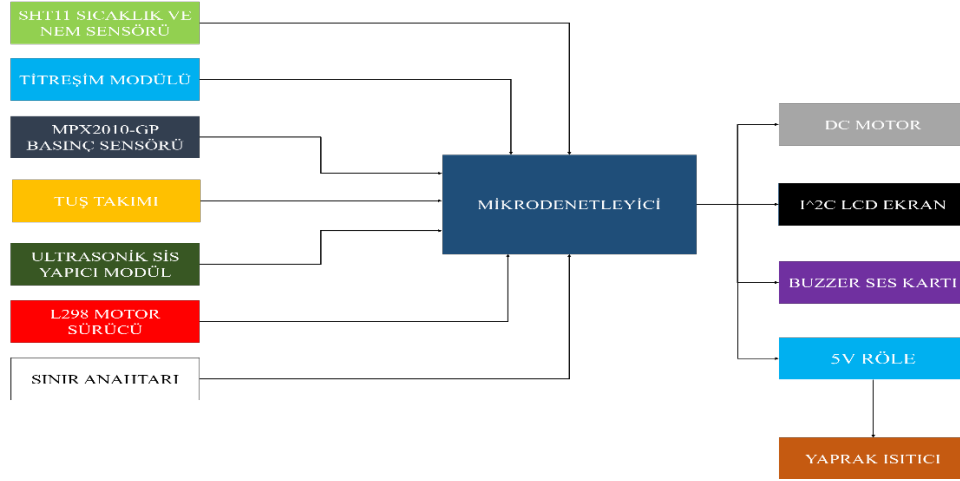 SHT11 SICAKLIK VE
NEM SENSÖRÜ
TİTREŞİM MODÜLÜ
MPX2010-GP
BASINÇ SENSÖRÜ
TUŞ TAKIMI
ULTRASONİK SİS
YAPICI MODÜL
L298 MOTOR
SÜRÜCÜ
SINIR ANAHTARI
MİKRODENETLEYİCİ
DC MOTOR
I^2C LCD EKRAN
BUZZER SES KARTI
5V RÖLE
YAPRAK ISITICI